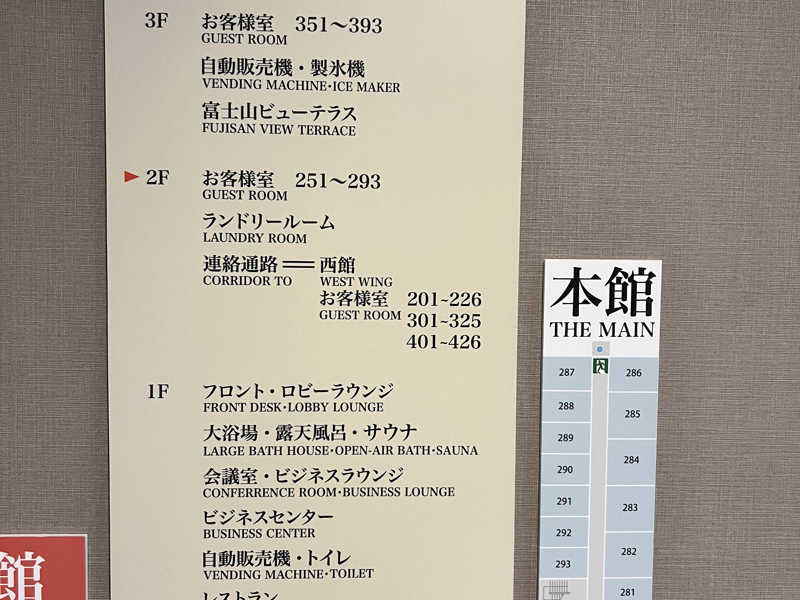 3F お客様室 351～393
GUEST ROOM
自動販売機・製氷機
VENDING MACHINE・ICE MAKER
富士山ビューテラス
FUJISAN VIEW TERRACE
2F お客様室 251～293
GUEST ROOM
ランドリールーム
LAUNDRY ROOM
連絡通路 西館
CORRIDOR TO WEST WING
お客様室 201~226
GUEST ROOM 301~325
401~426
1F フロント・ロビーラウンジ
FRONT DESK・LOBBY LOUNGE
大浴場・露天風呂・サウナ
LARGE BATH HOUSE・OPEN-AIR BATH・SAUNA
会議室・ビジネスラウンジ
CONFERRENCE ROOM・BUSINESS LOUNGE
ビジネスセンター
BUSINESS CENTER
自動販売機・トイレ
VENDING MACHINE・TOILET
レストラン
本館
THE MAIN
287 286
288 285
289
290 284
291 283
292
293 282
281
館